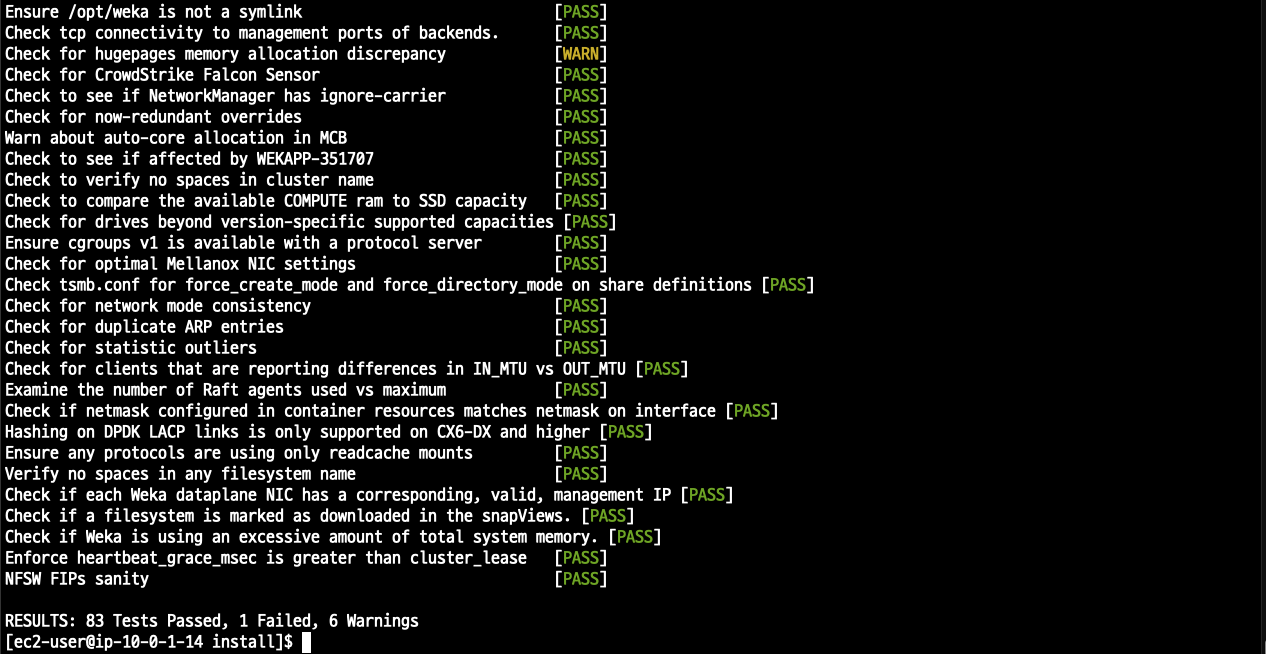 Ensure /opt/weka is not a symlink [PASS]
Check tcp connectivity to management ports of backends. [PASS]
Check for hugepages memory allocation discrepancy [WARN]
Check for CrowdStrike Falcon Sensor [PASS]
Check to see if NetworkManager has ignore-carrier [PASS]
Check for now-redundant overrides [PASS]
Warn about auto-core allocation in MCB [PASS]
Check to see if affected by WEKAPP-351707 [PASS]
Check to verify no spaces in cluster name [PASS]
Check to compare the available COMPUTE ram to SSD capacity [PASS]
Check for drives beyond version-specific supported capacities [PASS]
Ensure cgroups v1 is available with a protocol server [PASS]
Check for optimal Mellanox NIC settings [PASS]
Check tsmb.conf for force_create_mode and force_directory_mode on share definitions [PASS]
Check for network mode consistency [PASS]
Check for duplicate ARP entries [PASS]
Check for statistic outliers [PASS]
Check for clients that are reporting differences in IN_MTU vs OUT_MTU [PASS]
Examine the number of Raft agents used vs maximum [PASS]
Check if netmask configured in container resources matches netmask on interface [PASS]
Hashing on DPDK LACP links is only supported on CX6-DX and higher [PASS]
Ensure any protocols are using only readcache mounts [PASS]
Verify no spaces in any filesystem name [PASS]
Check if each Weka dataplane NIC has a corresponding, valid, management IP [PASS]
Check if a filesystem is marked as downloaded in the snapViews. [PASS]
Check if Weka is using an excessive amount of total system memory. [PASS]
Enforce heartbeat_grace_msec is greater than cluster_lease [PASS]
NFSW FIPs sanity [PASS]
RESULTS: 83 Tests Passed, 1 Failed, 6 Warnings
[ec2-user@ip-10-0-1-14 install]$